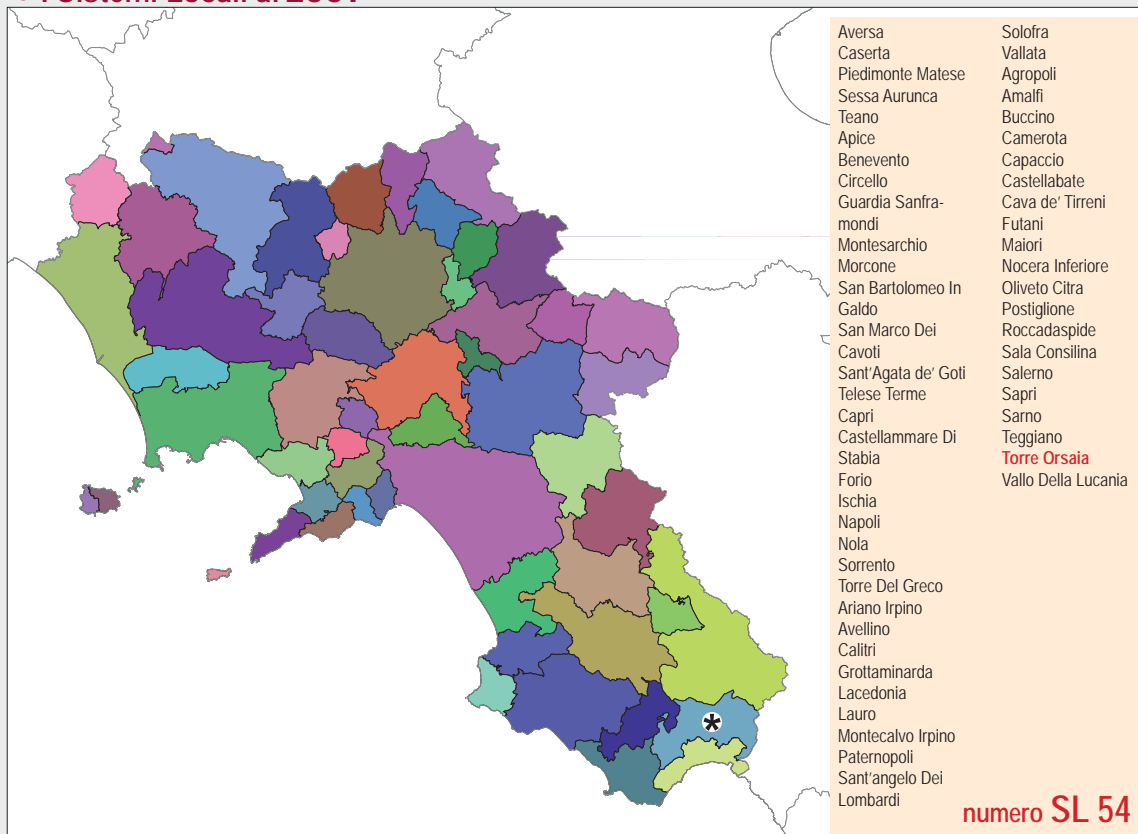 I Sistemi Locali
Aversa
Caserta
Piedimonte Matese
Sessa Aurunca
Teano
Apice
Benevento
Circello
Guardia Sanfra-
mondi
Montesarchio
Morcone
San Bartolomeo In
Galdo
San Marco Dei
Cavoti
Sant'Agata de' Goti
Telese Terme
Capri
Castellammare Di
Stabia
Forio
Ischia
Napoli
Nola
Sorrento
Torre Del Greco
Ariano Irpino
Avellino
Calitri
Grottaminarda
Lacedonia
Lauro
Montecalvo Irpino
Paternopoli
Sant'angelo Dei
Lombardi
Solofra
Vallata
Agropoli
Amalfi
Buccino
Camerota
Capaccio
Castellabate
Cava de' Tirreni
Futani
Maiori
Nocera Inferiore
Oliveto Citra
Postiglione
Roccadaspide
Sala Consilina
Salerno
Sapri
Sarno
Teggiano
Torre Orsaia
Vallo Della Lucania
numero SL 54